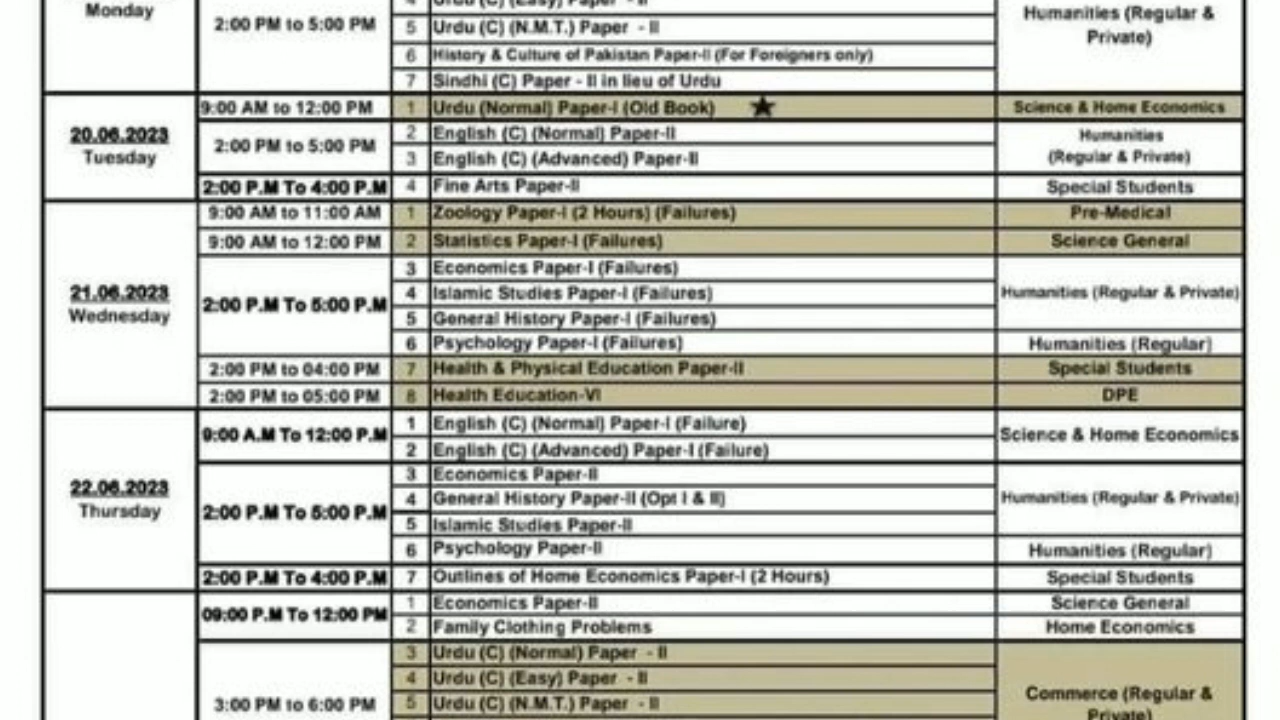 Monday
2:00 PM to 5:00 PM
4 Urdu (C) (Easy) Paper - II
5 Urdu (C) (N.M.T.) Paper - II
6 History & Culture of Pakistan Paper-II (For Foreigners only)
7 Sindhi (C) Paper - II in lieu of Urdu
Humanities (Regular &
Private)
20.06.2023
Tuesday
9:00 AM to 12:00 PM 1 Urdu (Normal) Paper-I (Old Book) ★ Science & Home Economics
2:00 PM to 5:00 PM
2 English (C) (Normal) Paper-II
3 English (C) (Advanced) Paper-II
Humanities
(Regular & Private)
2:00 P.M To 4:00 P.M 4 Fine Arts Paper-II Special Students
21.06.2023
Wednesday
9:00 AM to 11:00 AM 1 Zoology Paper-I (2 Hours) (Failures) Pre-Medical
9:00 AM to 12:00 PM 2 Statistics Paper-I (Failures) Science General
2:00 P.M To 5:00 P.M
3 Economics Paper-I (Failures)
4 Islamic Studies Paper-I (Failures)
5 General History Paper-I (Failures)
Humanities (Regular & Private)
6 Psychology Paper-I (Failures) Humanities (Regular)
2:00 PM to 04:00 PM 7 Health & Physical Education Paper-II Special Students
2:00 PM to 05:00 PM 8 Health Education-VI DPE
22.06.2023
Thursday
9:00 A.M To 12:00 P.M
1 English (C) (Normal) Paper-I (Failure)
2 English (C) (Advanced) Paper-I (Failure)
Science & Home Economics
2:00 P.M To 5:00 P.M
3 Economics Paper-II
4 General History Paper-II (Opt I & II)
5 Islamic Studies Paper-II
Humanities (Regular & Private)
6 Psychology Paper-II Humanities (Regular)
2:00 P.M To 4:00 P.M 7 Outlines of Home Economics Paper-I (2 Hours) Special Students
09:00 P.M To 12:00 P.M
1 Economics Paper-II Science General
2 Family Clothing Problems Home Economics
3:00 PM to 6:00 PM
3 Urdu (C) (Normal) Paper - II
4 Urdu (C) (Easy) Paper - II
5 Urdu (C) (N.M.T.) Paper - II
Commerce (Regular &
Private)